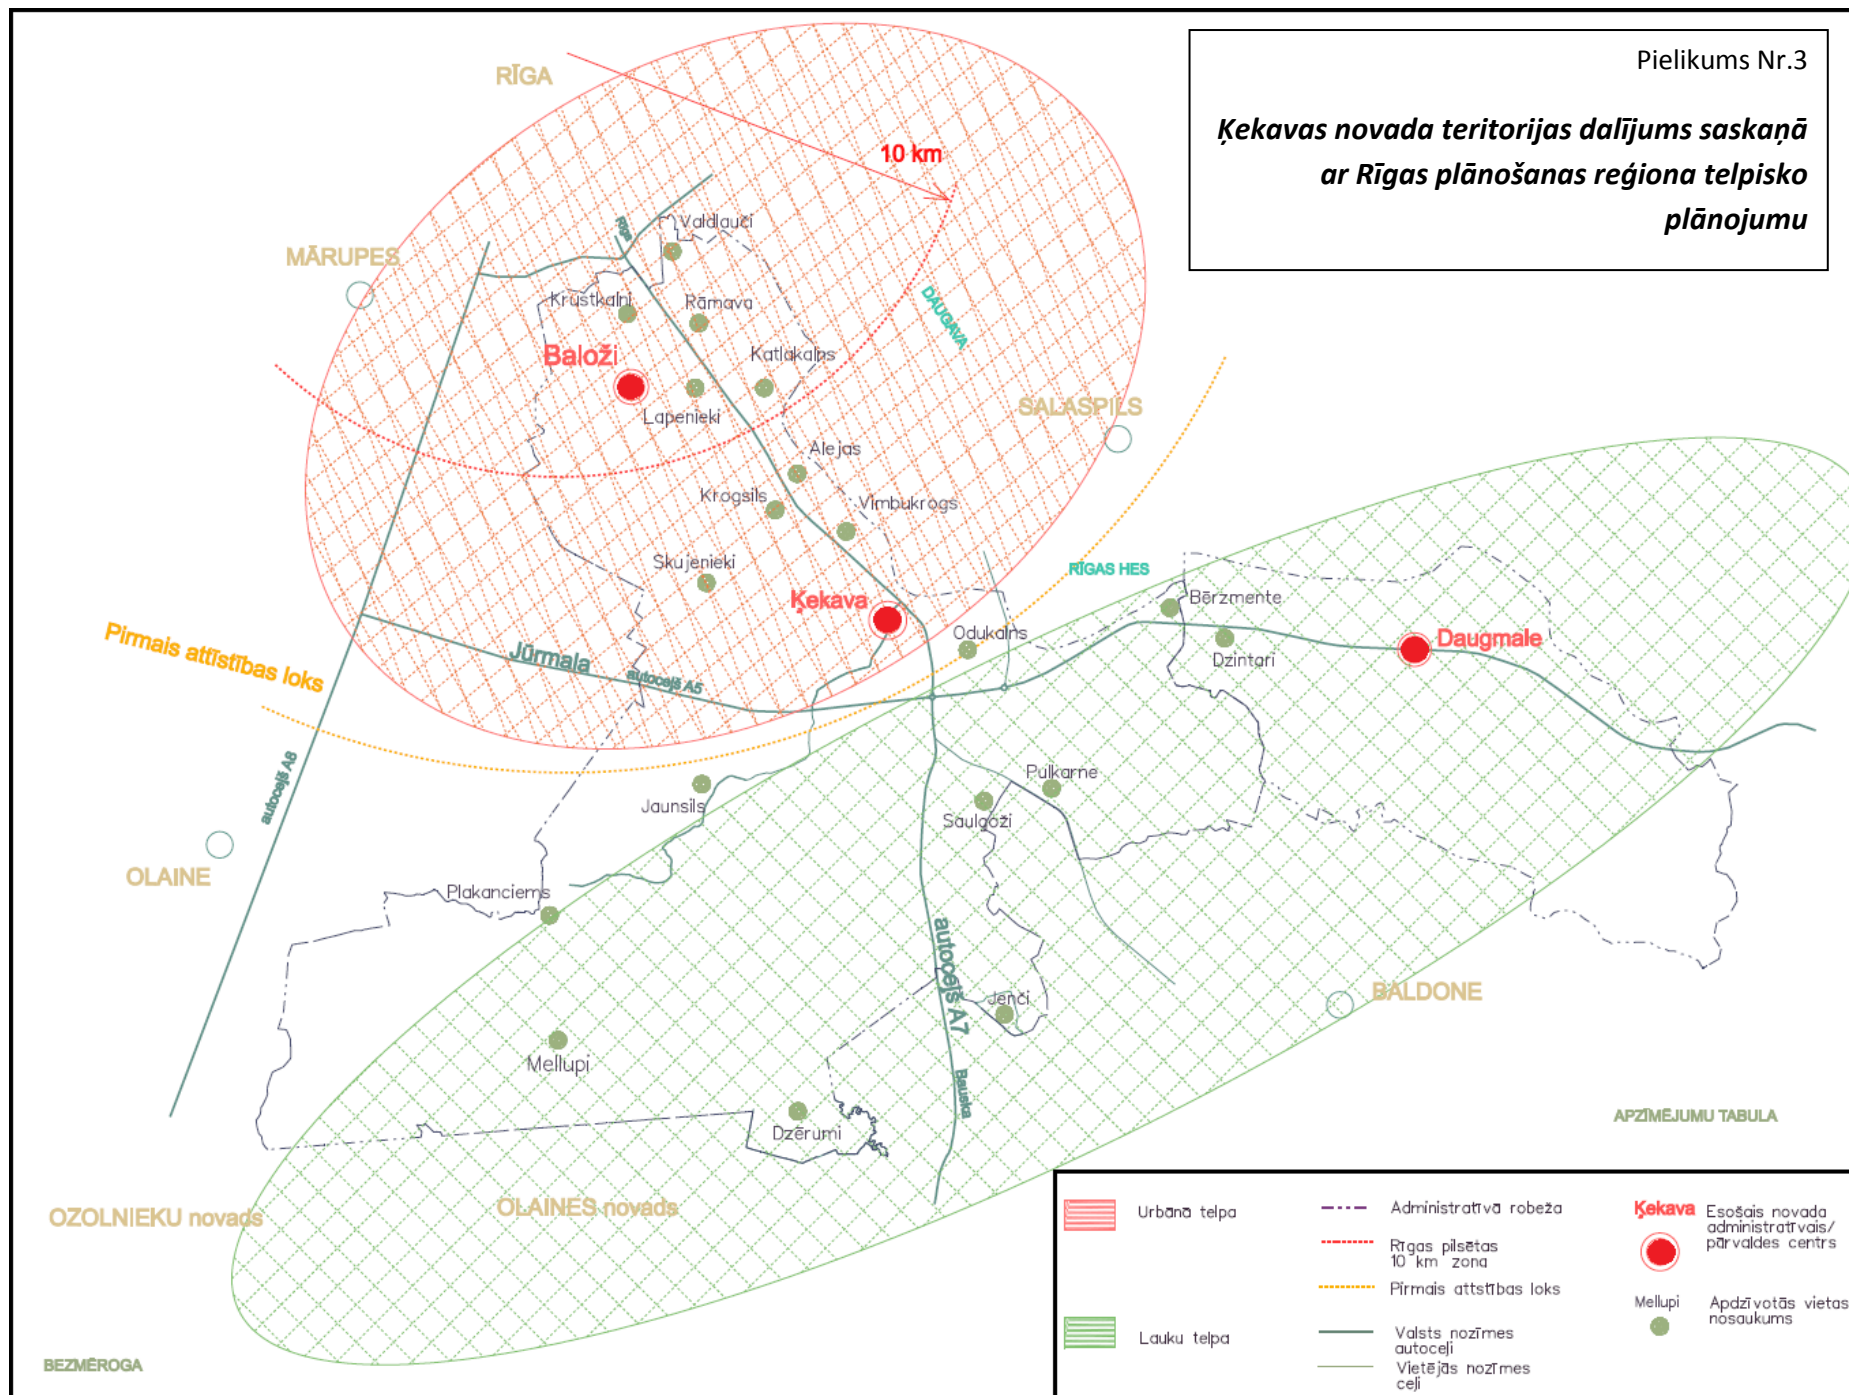 Pielikums Nr.3
Ķekavas novada teritorijas dalījums saskaņā
ar Rīgas plānošanas reģiona telpisko
plānojumu
RĪGA
10 km
Rīga
Valdlauči
MĀRUPES
Krustkalni
Rāmava
DAUGAVA
Baloži
Katlakalns
Lapenieki
SALASPILS
Alejas
Krogsils
Vimbukrogs
Skujenieki
RĪGAS HES
Ķekava
Bērzmente
Odukalns
Dzintari
Daugmale
Pirmais attīstības loks
Jūrmala
autoceļš A5
autoceļš A8
Jaunsils
Pulkarne
Saulgoži
OLAINE
Plakanciems
autoceļš A7
BALDONE
Jenči
Mellupi
Bauska
Dzērumi
APZĪMĒJUMU TABULA
OZOLNIEKU novads
OLAINES novads
BEZMĒROGA
Urbānā telpa
Lauku telpa
Administratīvā robeža
Rīgas pilsētas
10 km zona
Pirmais attstības loks
Valsts nozīmes
autoceļi
Vietējās nozīmes
ceļi
Ķekava
Esošais novada
administratīvais/
pārvaldes centrs
Mellupi
Apdzīvotās vietas
nosaukums